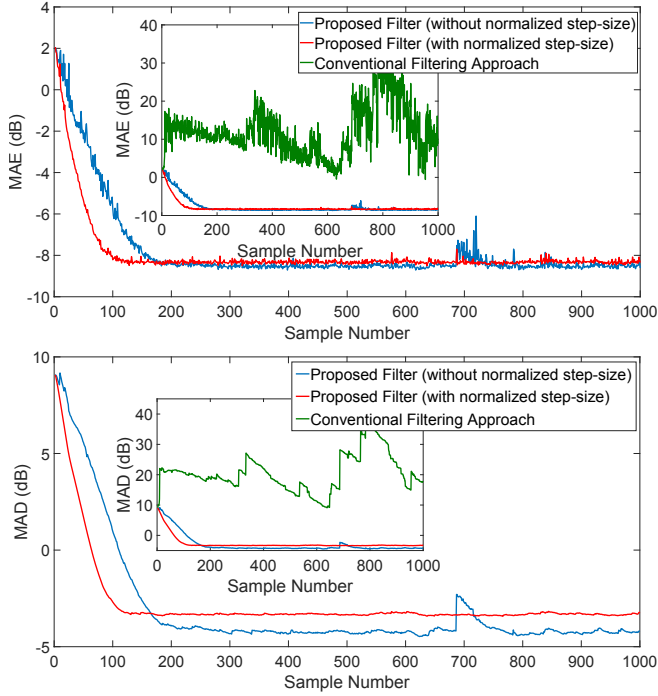 Proposed Filter (without normalized step-size)
Proposed Filter (with normalized step-size)
Conventional Filtering Approach
MAE (dB)
4
2
0
-2
-4
-6
-8
-10
0 100 200 300 400 500 600 700 800 900 1000
Sample Number
MAE (dB)
40
30
20
10
0
-10
0 200 400 600 800 1000
Sample Number
Proposed Filter (without normalized step-size)
Proposed Filter (with normalized step-size)
Conventional Filtering Approach
MAD (dB)
10
5
0
-5
0 100 200 300 400 500 600 700 800 900 1000
Sample Number
MAD (dB)
40
30
20
10
0
0 200 400 600 800 1000
Sample Number